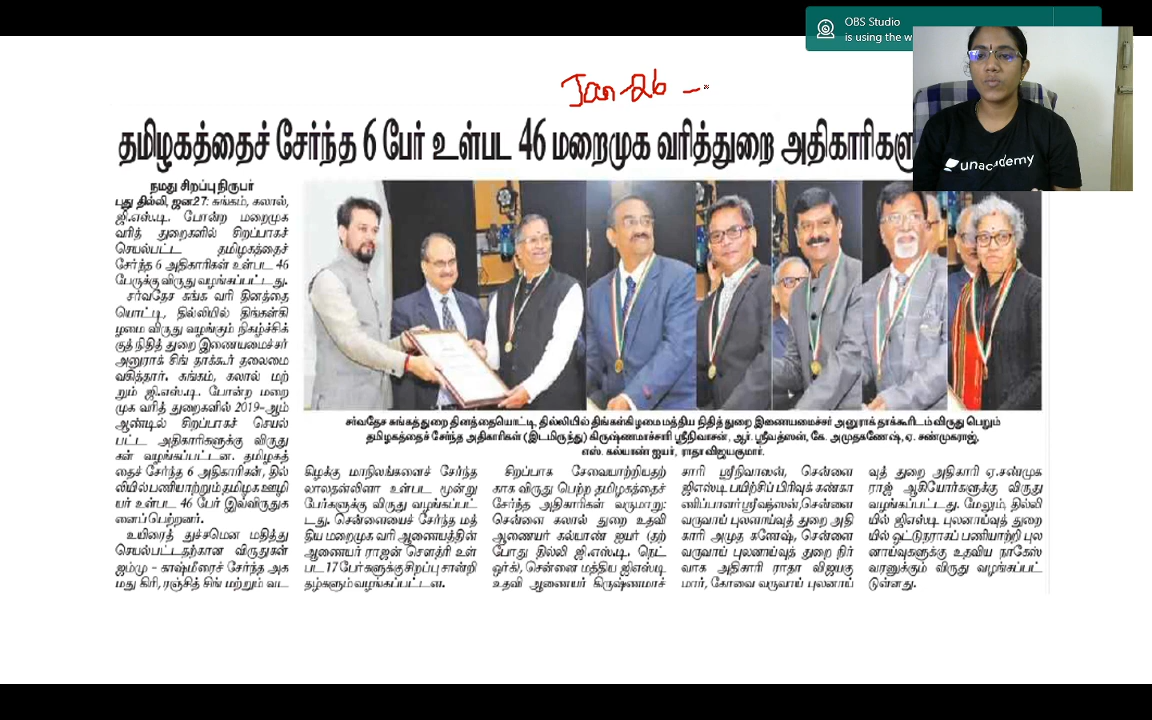 OBS Studio
is using the w
unacademy
Jan-26 -
தமிழகத்தைச் சேர்ந்த 6 பேர் உள்பட 46 மறைமுக வரித்துறை அதிகாரிகளு
நமது சிறப்பு நிருபர்
புது தில்லி, ஜன.27: சுங்கம், கலால்,
ஜி.எஸ்.டி. போன்ற மறைமுக
வரித் துறைகளில் சிறப்பாகச்
செயல்பட்ட தமிழகத்தைச்
சேர்ந்த 6 அதிகாரிகள் உள்பட 46
பேருக்கு விருது வழங்கப்பட்டது.
சர்வதேச சுங்க வரி தினத்தை
யொட்டி, தில்லியில் திங்கள்கி
ழமை விருது வழங்கும் நிகழ்ச்சிக்
குத் நிதித் துறை இணையமைச்சர்
அனுராக் சிங் தாக்கூர் தலைமை
வகித்தார். சுங்கம், கலால் மற்
றும் ஜி.எஸ்.டி. போன்ற மறை
முக வரித் துறைகளில் 2019-ஆம்
ஆண்டில் சிறப்பாகச் செயல்
பட்ட அதிகாரிகளுக்கு விருது
கள் வழங்கப்பட்டன. தமிழகத்
தைச் சேர்ந்த 6 அதிகாரிகள், தில்
லியில் பணியாற்றும் தமிழக ஊழி
யர் உள்பட 46 பேர் இவ்விருதுக
ளைப் பெற்றனர்.
உயிரைத் துச்சமென மதித்து
செயல்பட்டதற்கான விருதுகள்
ஜம்மு - காஷ்மீரைச் சேர்ந்த அக
மது கிரி, ரஞ்சித் சிங் மற்றும் வட
சர்வதேச சுங்கத் துறை தினத்தையொட்டி, தில்லியில் திங்கள்கிழமை மத்திய நிதித் துறை இணையமைச்சர் அனுராக் தாக்கூரிடம் விருது பெறும்
தமிழகத்தைச் சேர்ந்த அதிகாரிகள் (இடமிருந்து) கிருஷ்ணமாச்சாரி ஸ்ரீநிவாசன், ஆர். ஸ்ரீவத்ஸன், கே. அமுதகணேஷ், ஏ. சண்முகராஜ்,
எஸ். கல்யாண் ஐயர், ராதா விஜயகுமார்.
கிழக்கு மாநிலங்களைச் சேர்ந்த
லாலதன்லினா உள்பட மூன்று
பேர்களுக்கு விருது வழங்கப்பட்
டது. சென்னையைச் சேர்ந்த மத்
திய மறைமுக வரி ஆணையத்தின்
ஆணையர் ராஜன் சௌத்ரி உள்
பட 17 பேர்களுக்கு சிறப்பு சான்றி
தழ்களும் வழங்கப்பட்டன.
சிறப்பாக சேவையாற்றியதற்
காக விருது பெற்ற தமிழகத்தைச்
சேர்ந்த அதிகாரிகள் வருமாறு:
சென்னை கலால் துறை உதவி
ஆணையர் கல்யாண் ஐயர் (தற்
போது தில்லி ஜி.எஸ்.டி. நெட்
ஒர்க்), சென்னை மத்திய ஜிஎஸ்டி
உதவி ஆணையர் கிருஷ்ணமாச்
சாரி ஸ்ரீநிவாஸன், சென்னை
ஜிஎஸ்டி பயிற்சிப் பிரிவுக் கண்கா
ணிப்பாளர் ஸ்ரீவத்ஸன், சென்னை
வருவாய் புலனாய்வுத் துறை அதி
காரி அமுத கணேஷ், சென்னை
வருவாய் புலனாய்வுத் துறை நிர்
வாக அதிகாரி ராதா விஜயகு
மார், கோவை வருவாய் புலனாய்
வுத் துறை அதிகாரி ஏ.சண்முக
ராஜ் ஆகியோர்களுக்கு விருது
வழங்கப்பட்டது. மேலும், தில்லி
யில் ஜிஎஸ்டி புலனாய்வுத் துறை
யில் ஓட்டுநராகப் பணியாற்றி புல
னாய்வுகளுக்கு உதவிய நாகேஸ்
வரனுக்கும் விருது வழங்கப்பட்
டுள்ளது.